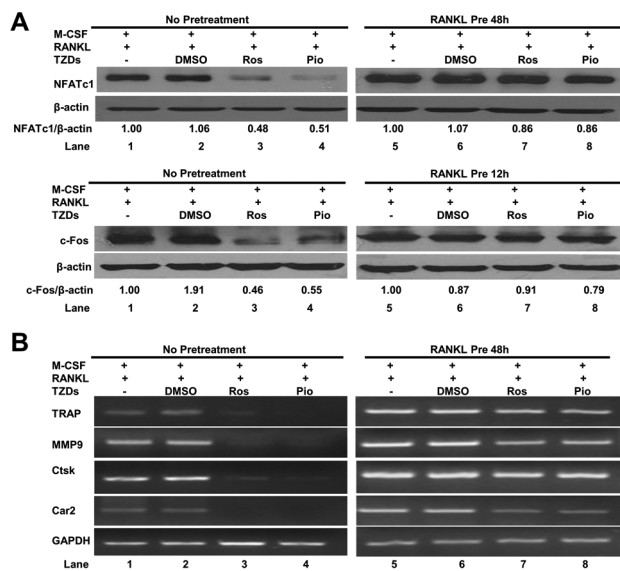 A
No Pretreatment RANKL Pre 48h
M-CSF + + + + + + + +
RANKL + + + + + + + +
TZDs - DMSO Ros Pio - DMSO Ros Pio
NFATc1
β-actin
NFATc1/β-actin 1.00 1.06 0.48 0.51 1.00 1.07 0.86 0.86
Lane 1 2 3 4 5 6 7 8
No Pretreatment RANKL Pre 12h
M-CSF + + + + + + + +
RANKL + + + + + + + +
TZDs - DMSO Ros Pio - DMSO Ros Pio
c-Fos
β-actin
c-Fos/β-actin 1.00 1.91 0.46 0.55 1.00 0.87 0.91 0.79
Lane 1 2 3 4 5 6 7 8
B
No Pretreatment RANKL Pre 48h
M-CSF + + + + + + + +
RANKL + + + + + + + +
TZDs - DMSO Ros Pio - DMSO Ros Pio
TRAP
MMP9
Ctsk
Car2
GAPDH
Lane 1 2 3 4 5 6 7 8